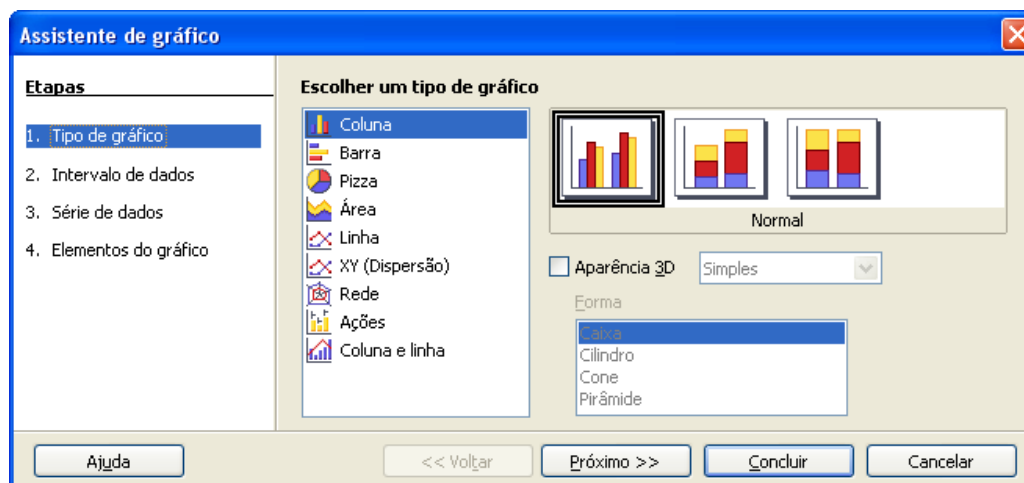 Assistente de gráfico
Etapas
1. Tipo de gráfico
2. Intervalo de dados
3. Série de dados
4. Elementos do gráfico
Escolher um tipo de gráfico
Coluna
Barra
Pizza
Área
Linha
XY (Dispersão)
Rede
Ações
Coluna e linha
Normal
Aparência 3D
Simples
Forma
Caixa
Cilindro
Cone
Pirâmide
Ajuda
<< Voltar
Próximo >>
Concluir
Cancelar